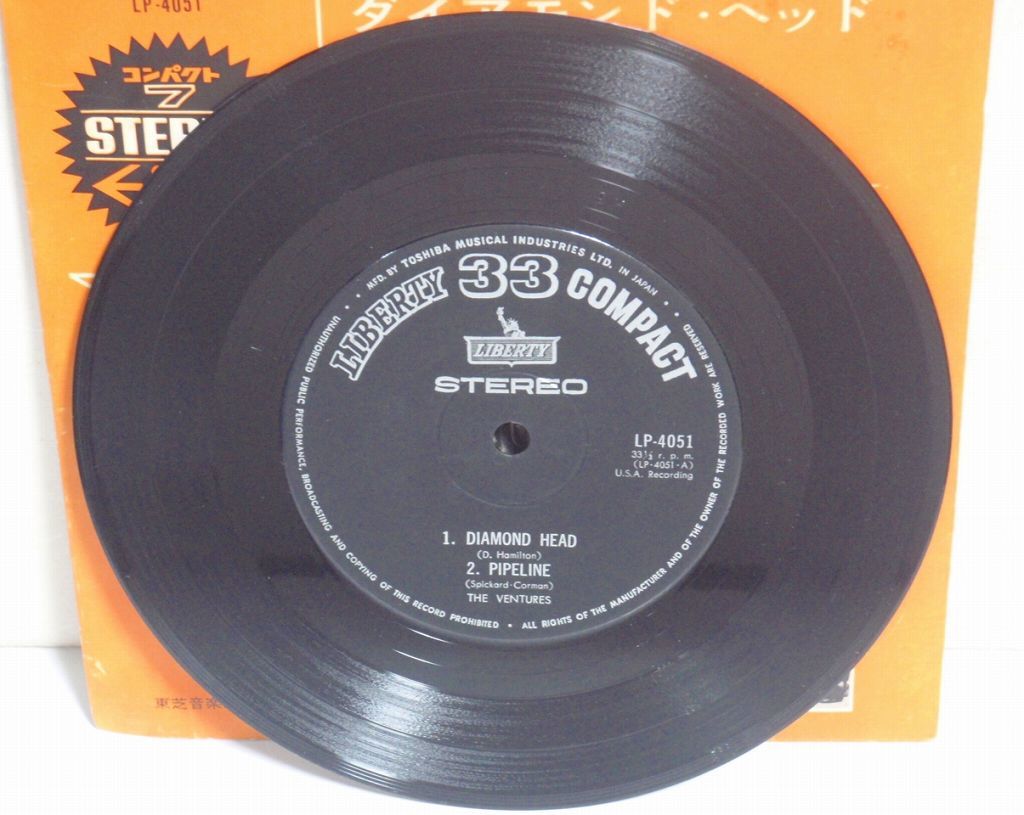 LP-4051
ダイアモンド・ヘッド
コンパクト
7
MFD. BY TOSHIBA MUSICAL INDUSTRIES LTD. IN JAPAN
LIBERTY 33 COMPACT
LIBERTY
STEREO
LP-4051
33⅓ r. p. m.
(LP-4051-A)
U.S.A. Recording
1. DIAMOND HEAD
(D. Hamilton)
2. PIPELINE
(Spickard-Carman)
THE VENTURES
UNAUTHORIZED PUBLIC PERFORMANCE, BROADCASTING AND COPYING OF THIS RECORD PROHIBITED • ALL RIGHTS OF THE MANUFACTURER AND OF THE OWNER OF THE RECORDED WORK ARE RESERVED
東芝音楽